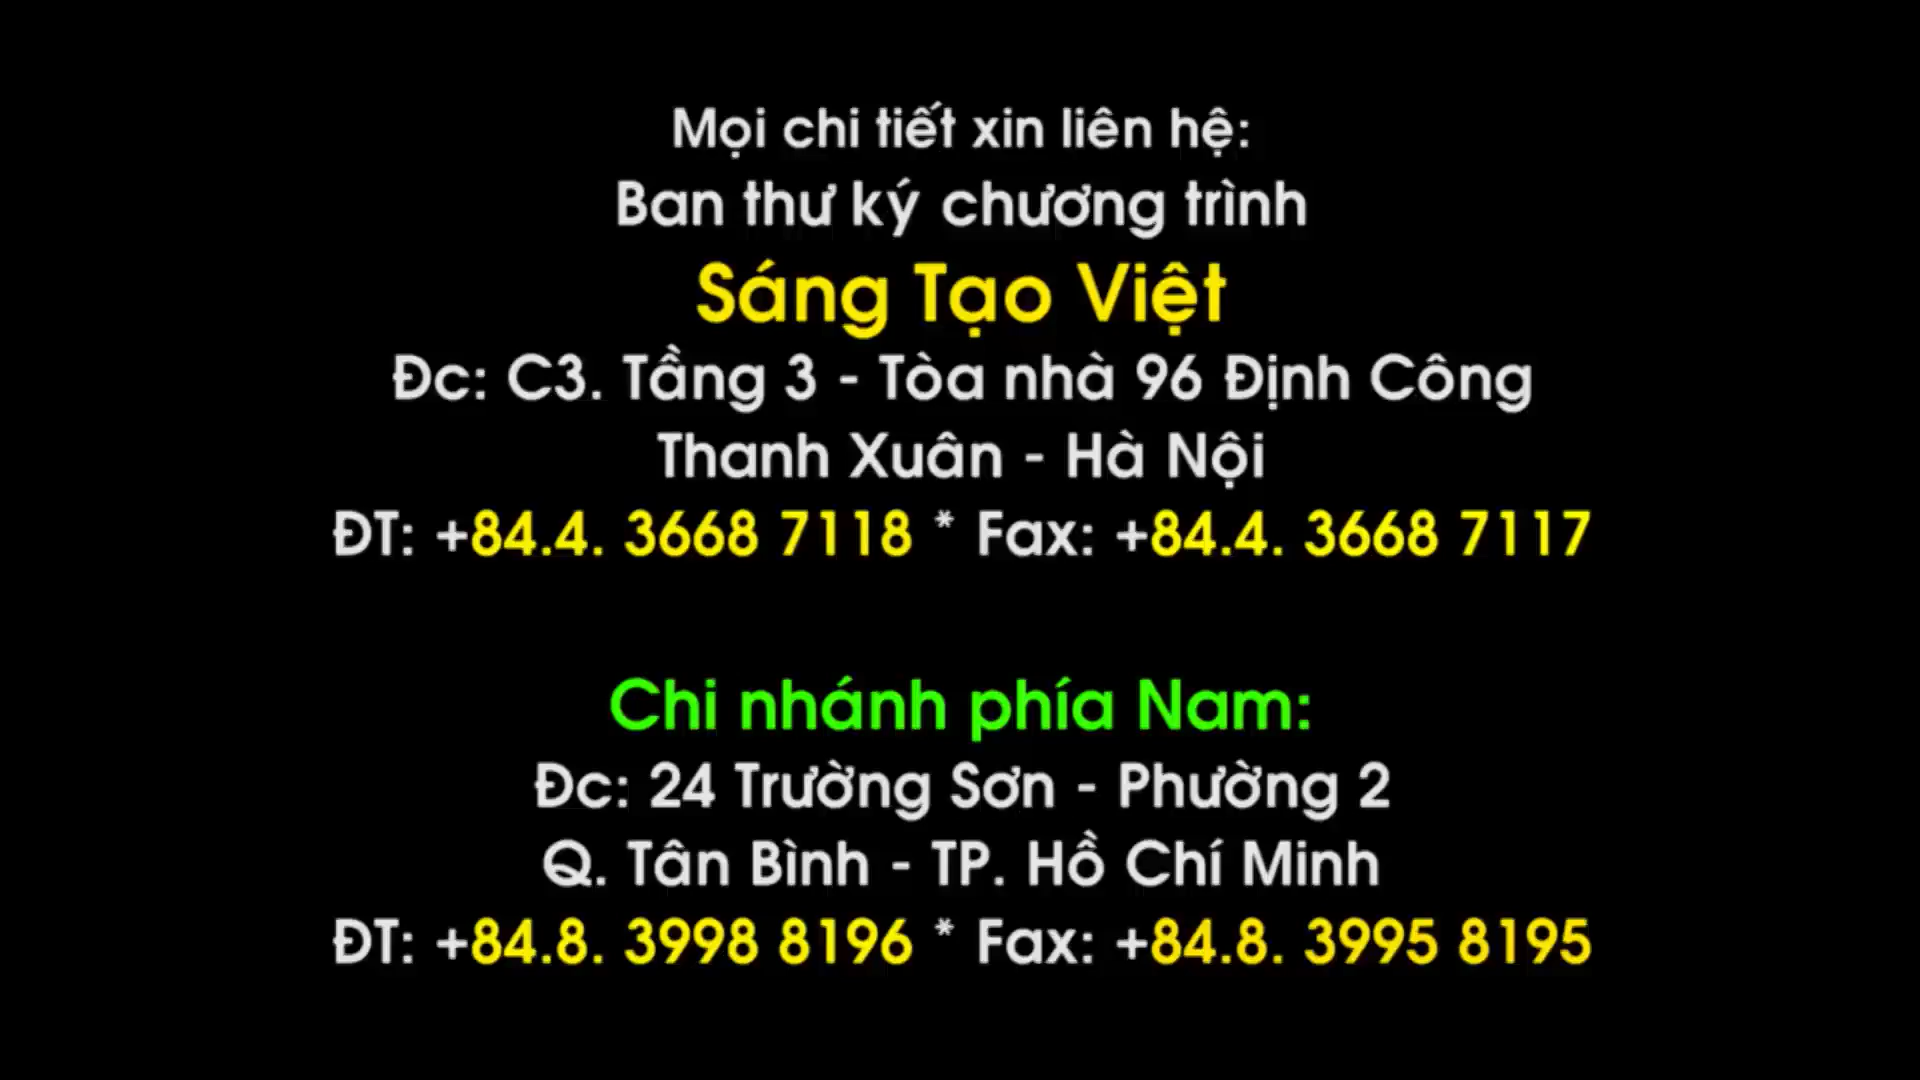 Mọi chi tiết xin liên hệ:
Ban thư ký chương trình
Sáng Tạo Việt
Đc: C3. Tầng 3 - Tòa nhà 96 Định Công
Thanh Xuân - Hà Nội
ĐT: +84.4. 3668 7118 * Fax: +84.4. 3668 7117
Chi nhánh phía Nam:
Đc: 24 Trường Sơn - Phường 2
Q. Tân Bình - TP. Hồ Chí Minh
ĐT: +84.8. 3998 8196 * Fax: +84.8. 3995 8195